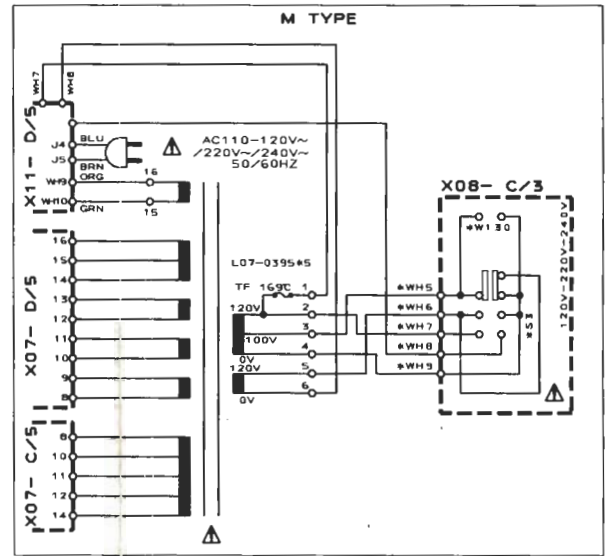 M TYPE
WH7
WH8
X11- D/5
J4
BLU
J5
BRN
AC110-120V~
/220V~/240V~
50/60HZ
WH9
ORG
16
WH10
GRN
15
X08- C/3
*W130
120V-220V-240V
*S3
X07- D/5
16
15
14
13
12
11
10
9
8
L07-0395*5
TF 169℃
1
120V
2
3
100V
4
0V
120V
5
0V
6
*WH5
*WH6
*WH7
*WH8
*WH9
X07- C/5
8
10
11
12
14